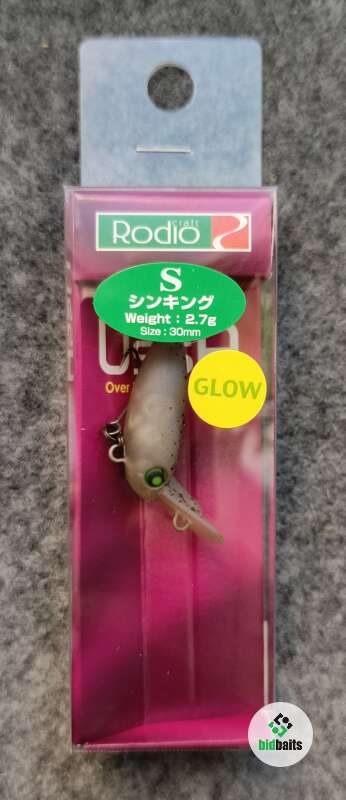 craft
Rodio
S
シンキング
Weight : 2.7g
Size : 30mm
Over
GLOW
bidbaits